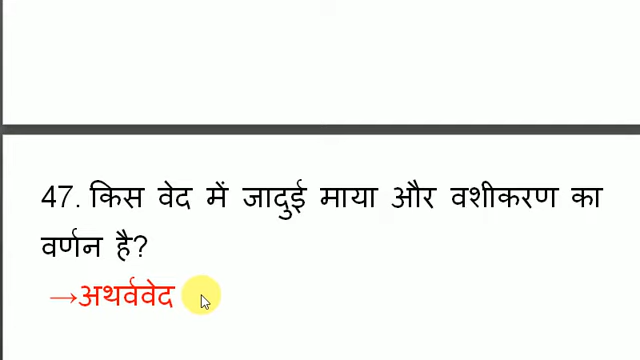 47. किस वेद में जादुई माया और वशीकरण का
वर्णन है?
→अथर्ववेद